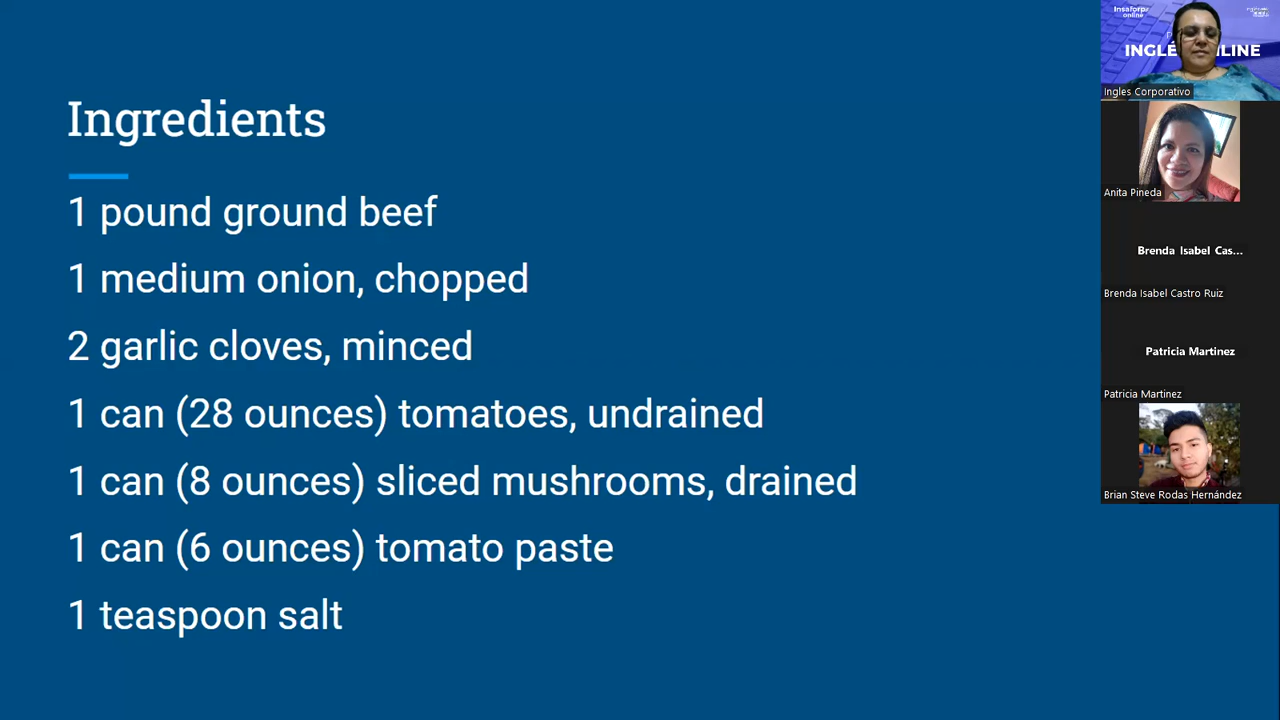 Ingredients
1 pound ground beef
1 medium onion, chopped
2 garlic cloves, minced
1 can (28 ounces) tomatoes, undrained
1 can (8 ounces) sliced mushrooms, drained
1 can (6 ounces) tomato paste
1 teaspoon salt
Insaforp
online
Ingles Corporativo
Anita Pineda
Brenda Isabel Cas...
Brenda Isabel Castro Ruiz
Patricia Martinez
Patricia Martinez
Brian Steve Rodas Hernández